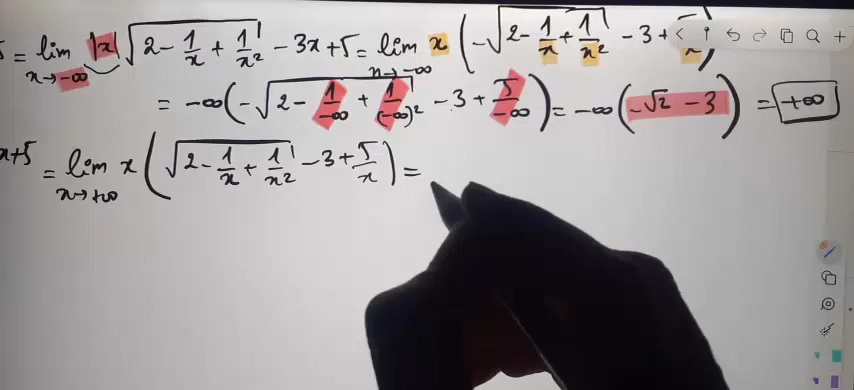 = lim x→-∞ |x| √(2 - 1/x + 1/x²) - 3x + 5 = lim x→-∞ x (-√(2 - 1/x + 1/x²) - 3 +
= -∞ (-√(2 - 1/-∞ + 1/(-∞)²) - 3 + 5/-∞) = -∞ (-√2 - 3) = +∞
x+5 = lim x→+∞ x (√(2 - 1/x + 1/x²) - 3 + 5/x) =